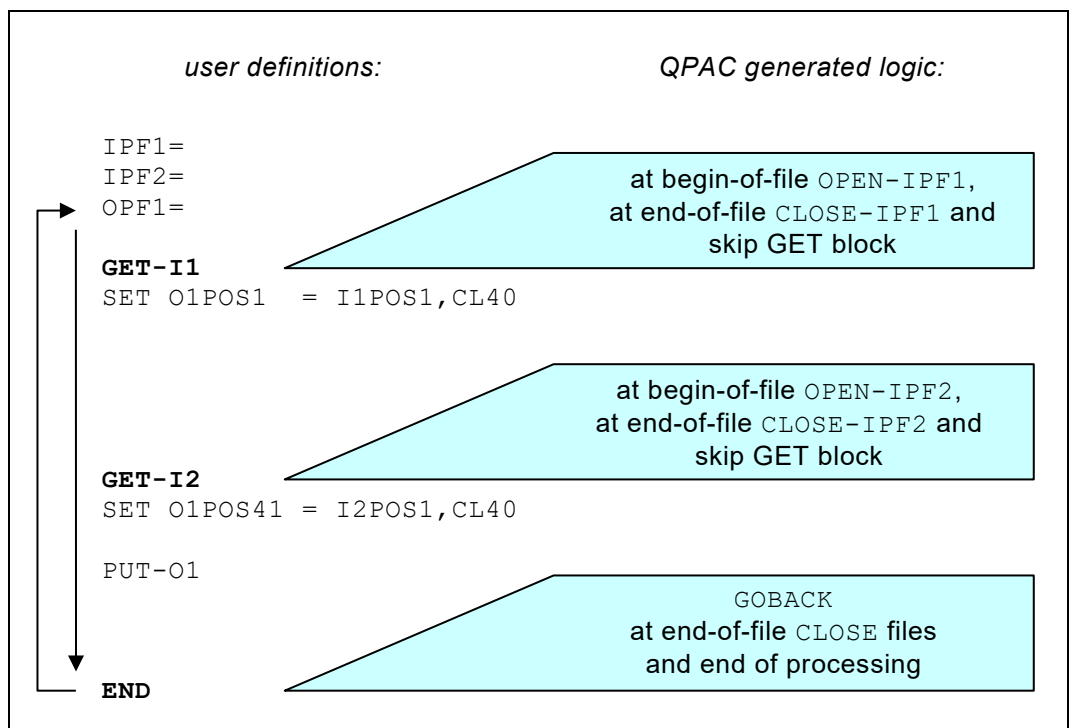 user definitions: QPAC generated logic:
IPF1=
IPF2=
OPF1=
at begin-of-file OPEN-IPF1,
at end-of-file CLOSE-IPF1 and
skip GET block
GET-I1
SET O1POS1  = I1POS1,CL40
at begin-of-file OPEN-IPF2,
at end-of-file CLOSE-IPF2 and
skip GET block
GET-I2
SET O1POS41 = I2POS1,CL40
PUT-O1
GOBACK
at end-of-file CLOSE files
and end of processing
END